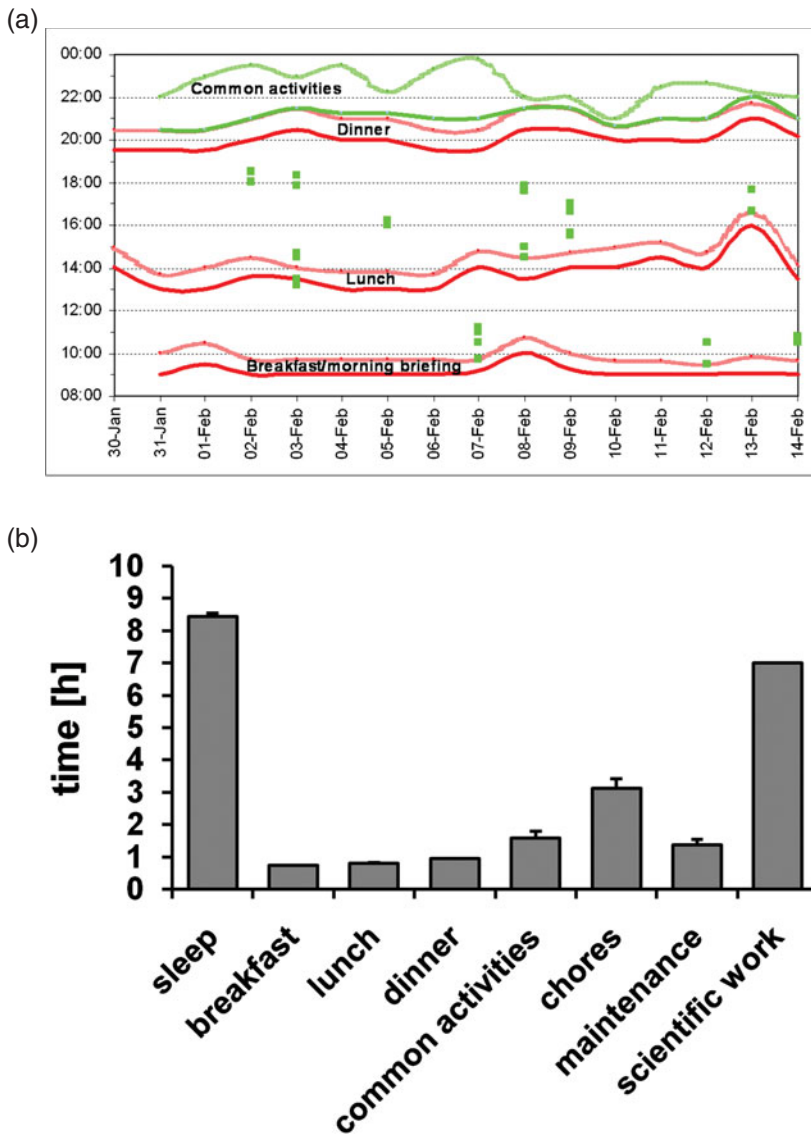 (a)
00:00
22:00
20:00
18:00
16:00
14:00
12:00
10:00
08:00
Common activities
Dinner
Lunch
Breakfast/morning briefing
30-Jan
31-Jan
01-Feb
02-Feb
03-Feb
04-Feb
05-Feb
06-Feb
07-Feb
08-Feb
09-Feb
10-Feb
11-Feb
12-Feb
13-Feb
14-Feb
(b)
time [h]
10
9
8
7
6
5
4
3
2
1
0
sleep
breakfast
lunch
dinner
common activities
chores
maintenance
scientific work